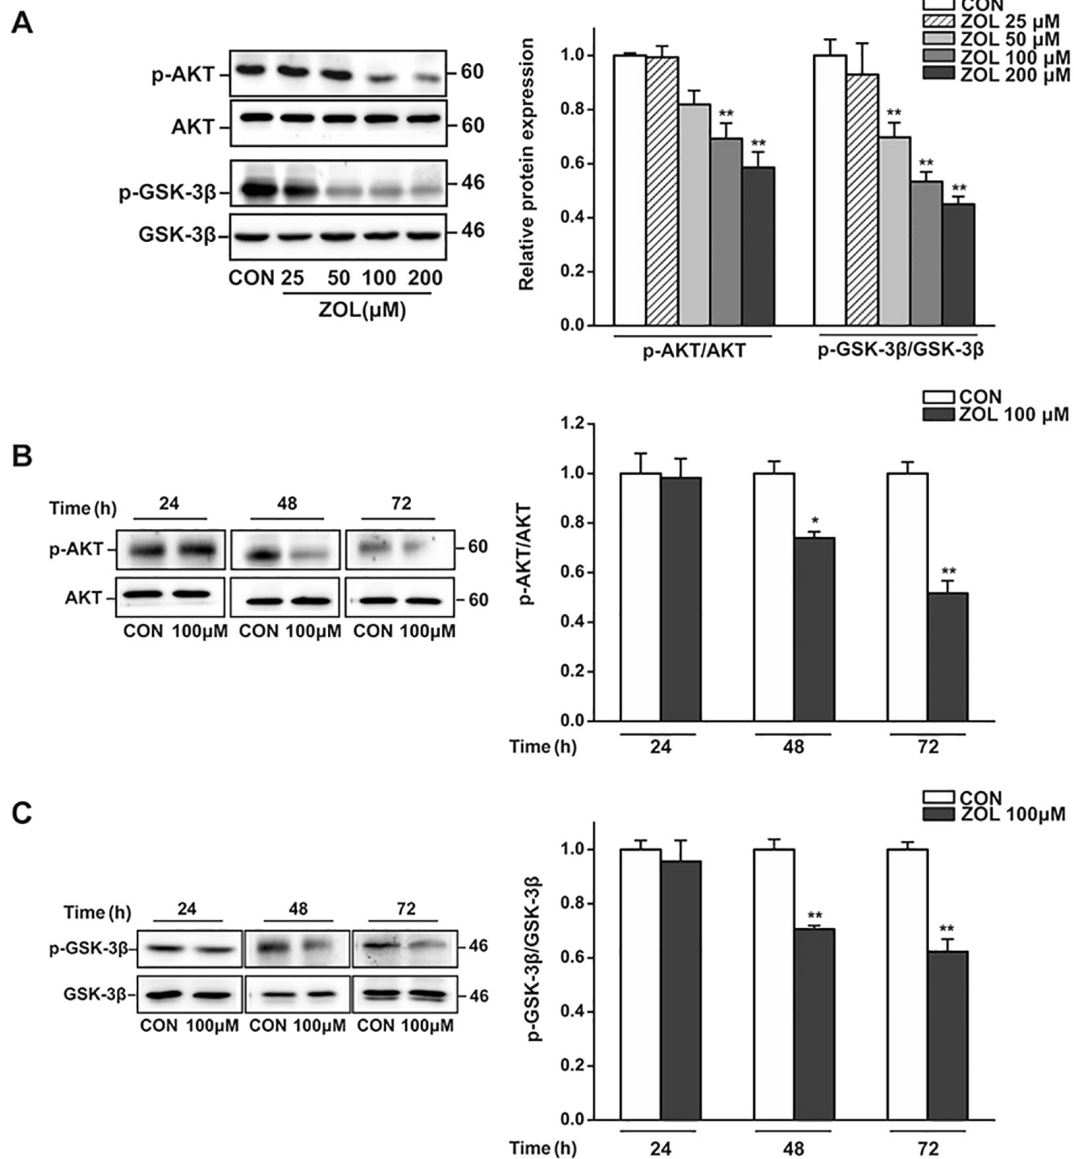 A
p-AKT
60
AKT
60
p-GSK-3β
46
GSK-3β
46
CON 25 50 100 200
ZOL(µM)
CON
ZOL 25 µM
ZOL 50 µM
ZOL 100 µM
ZOL 200 µM
Relative protein expression
1.0
0.8
0.6
0.4
0.2
0.0
** **
** ** **
p-AKT/AKT p-GSK-3β/GSK-3β
B
Time (h) 24 48 72
p-AKT
60
AKT
60
CON 100µM CON 100µM CON 100µM
CON
ZOL 100 µM
p-AKT/AKT
1.2
1.0
0.8
0.6
0.4
0.2
0.0
* **
Time (h) 24 48 72
C
Time (h) 24 48 72
p-GSK-3β
46
GSK-3β
46
CON 100µM CON 100µM CON 100µM
CON
ZOL 100µM
p-GSK-3β/GSK-3β
1.0
0.8
0.6
0.4
0.2
0.0
** **
Time (h) 24 48 72